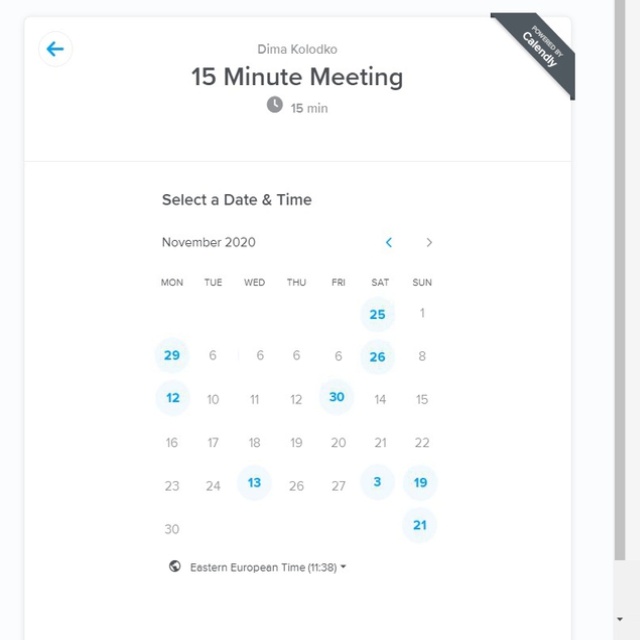 POWERED BY
Calendly
Dima Kolodko
15 Minute Meeting
15 min
Select a Date & Time
November 2020
MON TUE WED THU FRI SAT SUN
25 1
29 6 6 6 6 26 8
12 10 11 12 30 14 15
16 17 18 19 20 21 22
23 24 13 26 27 3 19
30 21
Eastern European Time (11:38)